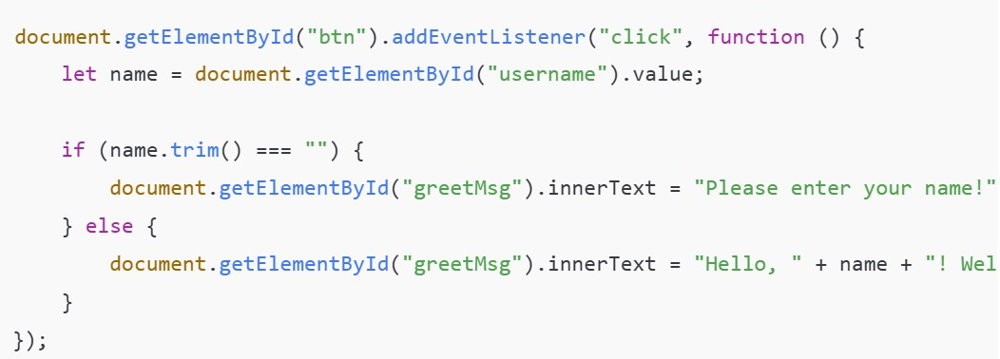 document.getElementById("btn").addEventListener("click", function () {
    let name = document.getElementById("username").value;
    if (name.trim() === "") {
        document.getElementById("greetMsg").innerText = "Please enter your name!"
    } else {
        document.getElementById("greetMsg").innerText = "Hello, " + name + "! Wel
    }
});